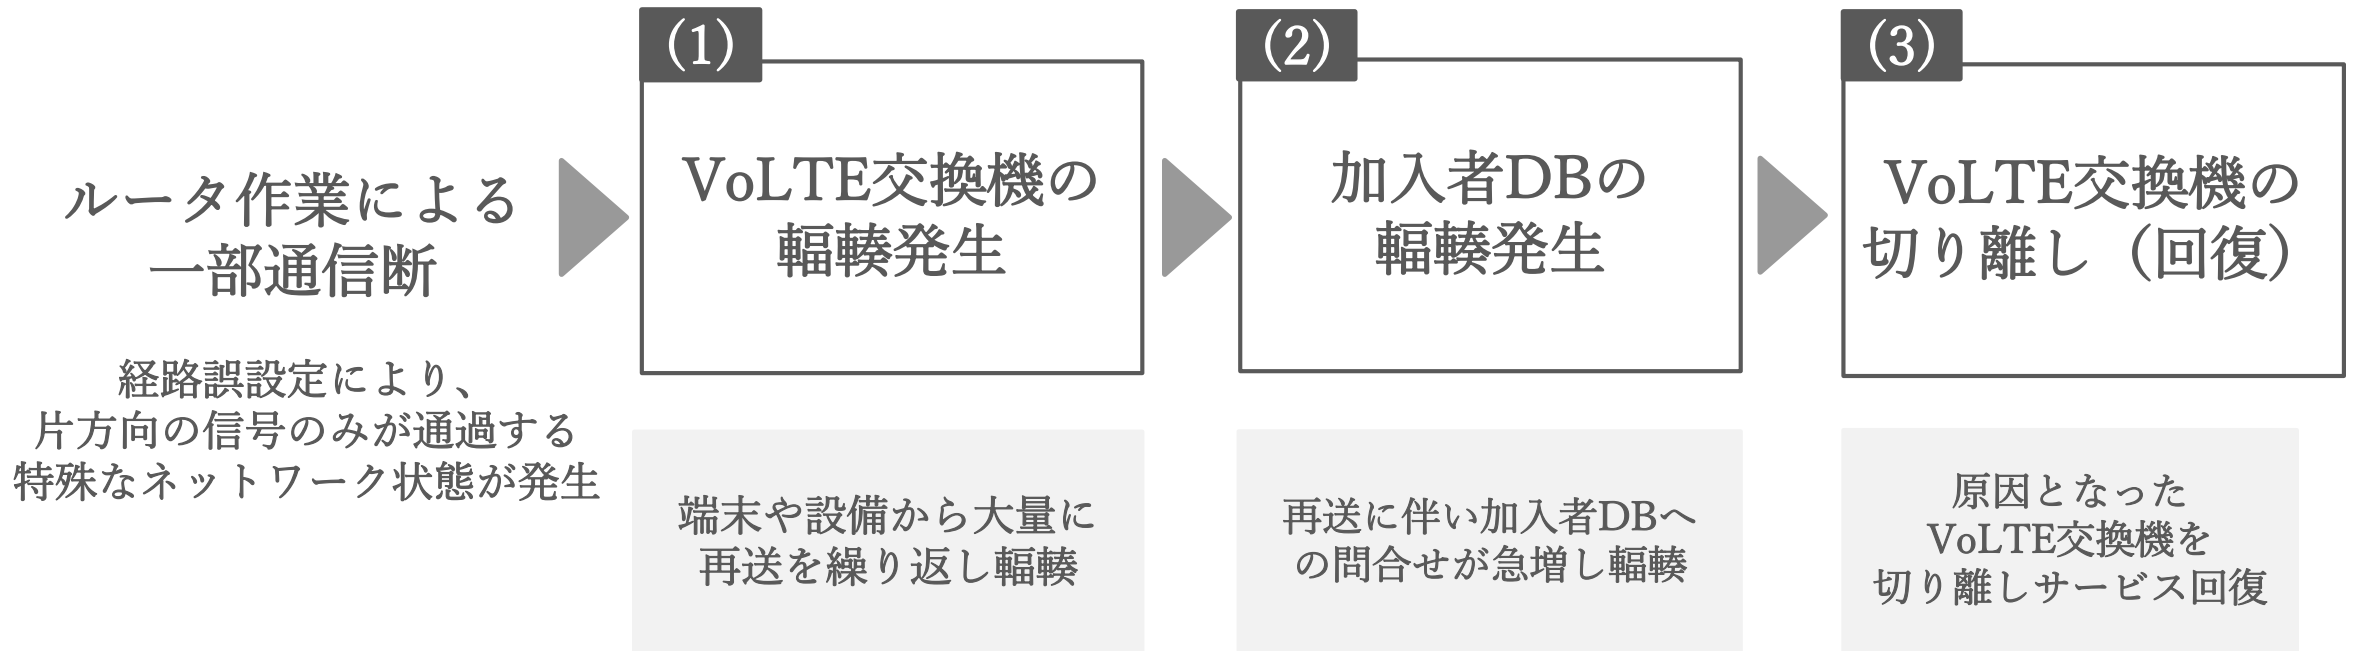 ルータ作業による
一部通信断
経路誤設定により、
片方向の信号のみが通過する
特殊なネットワーク状態が発生
(1)
VoLTE交換機の
輻輳発生
端末や設備から大量に
再送を繰り返し輻輳
(2)
加入者DBの
輻輳発生
再送に伴い加入者DBへ
の問合せが急増し輻輳
(3)
VoLTE交換機の
切り離し（回復）
原因となった
VoLTE交換機を
切り離しサービス回復